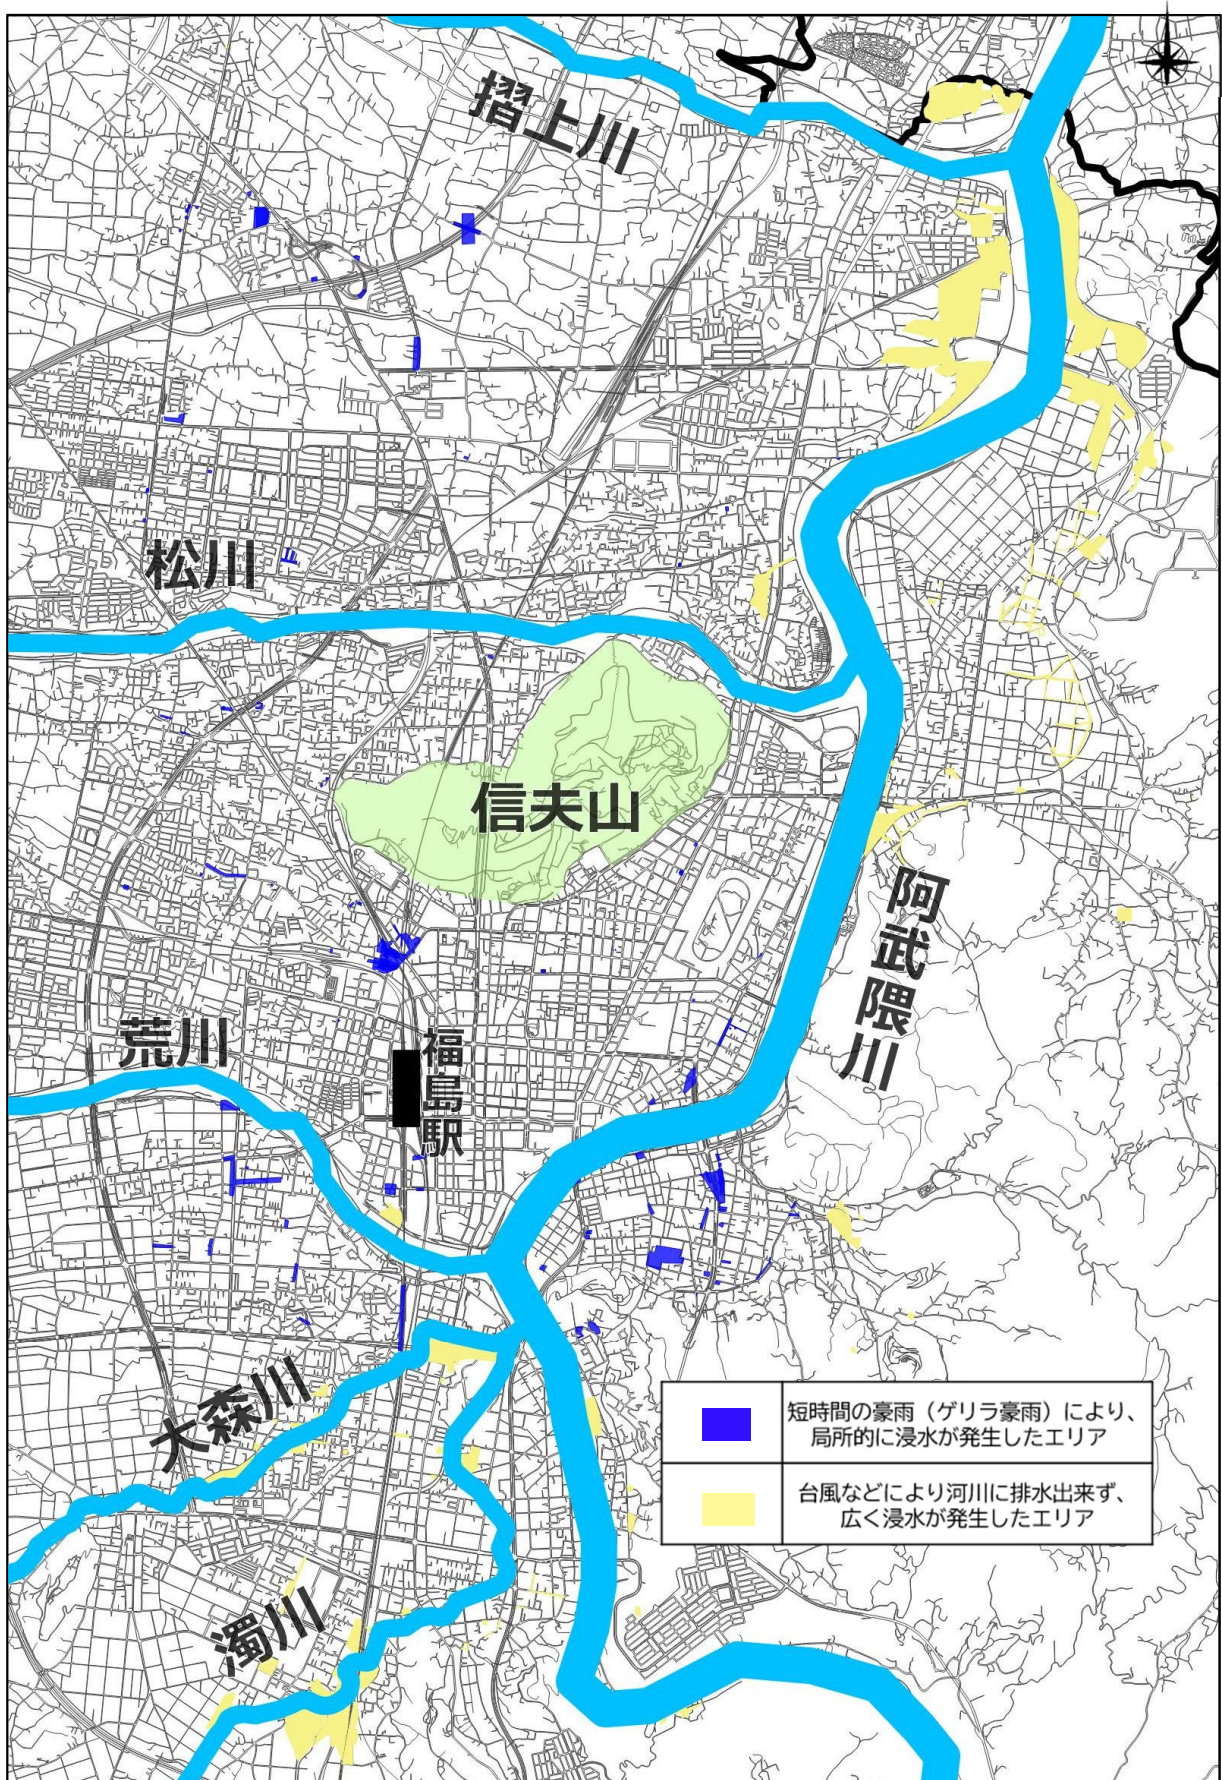 摺上川
松川
信夫山
阿武隈川
荒川
福島駅
大森川
濁川
短時間の豪雨（ゲリラ豪雨）により、
局所的に浸水が発生したエリア
台風などにより河川に排水出来ず、
広く浸水が発生したエリア